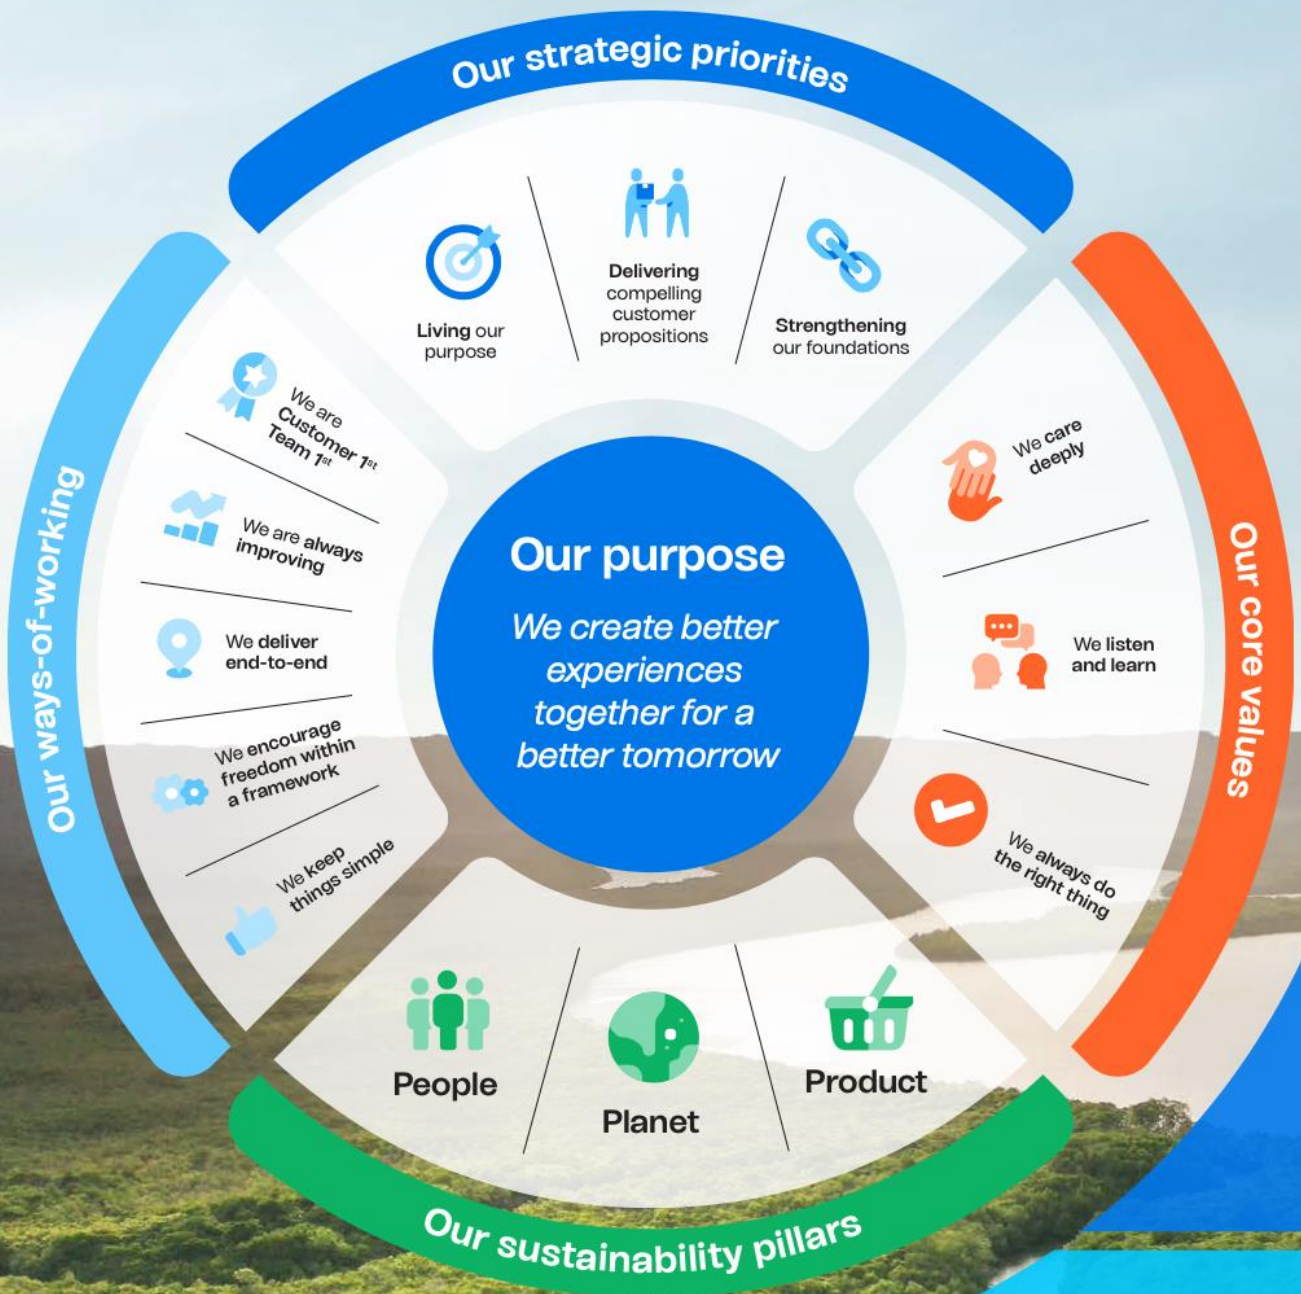 Our strategic priorities
Living our
purpose
Delivering
compelling
customer
propositions
Strengthening
our foundations
Our ways-of-working
We are
Customer 1st
Team 1st
We are always
improving
We deliver
end-to-end
We encourage
freedom within
a framework
We keep
things simple
Our purpose
We create better
experiences
together for a
better tomorrow
Our core values
We care
deeply
We listen
and learn
We always do
the right thing
People
Planet
Product
Our sustainability pillars